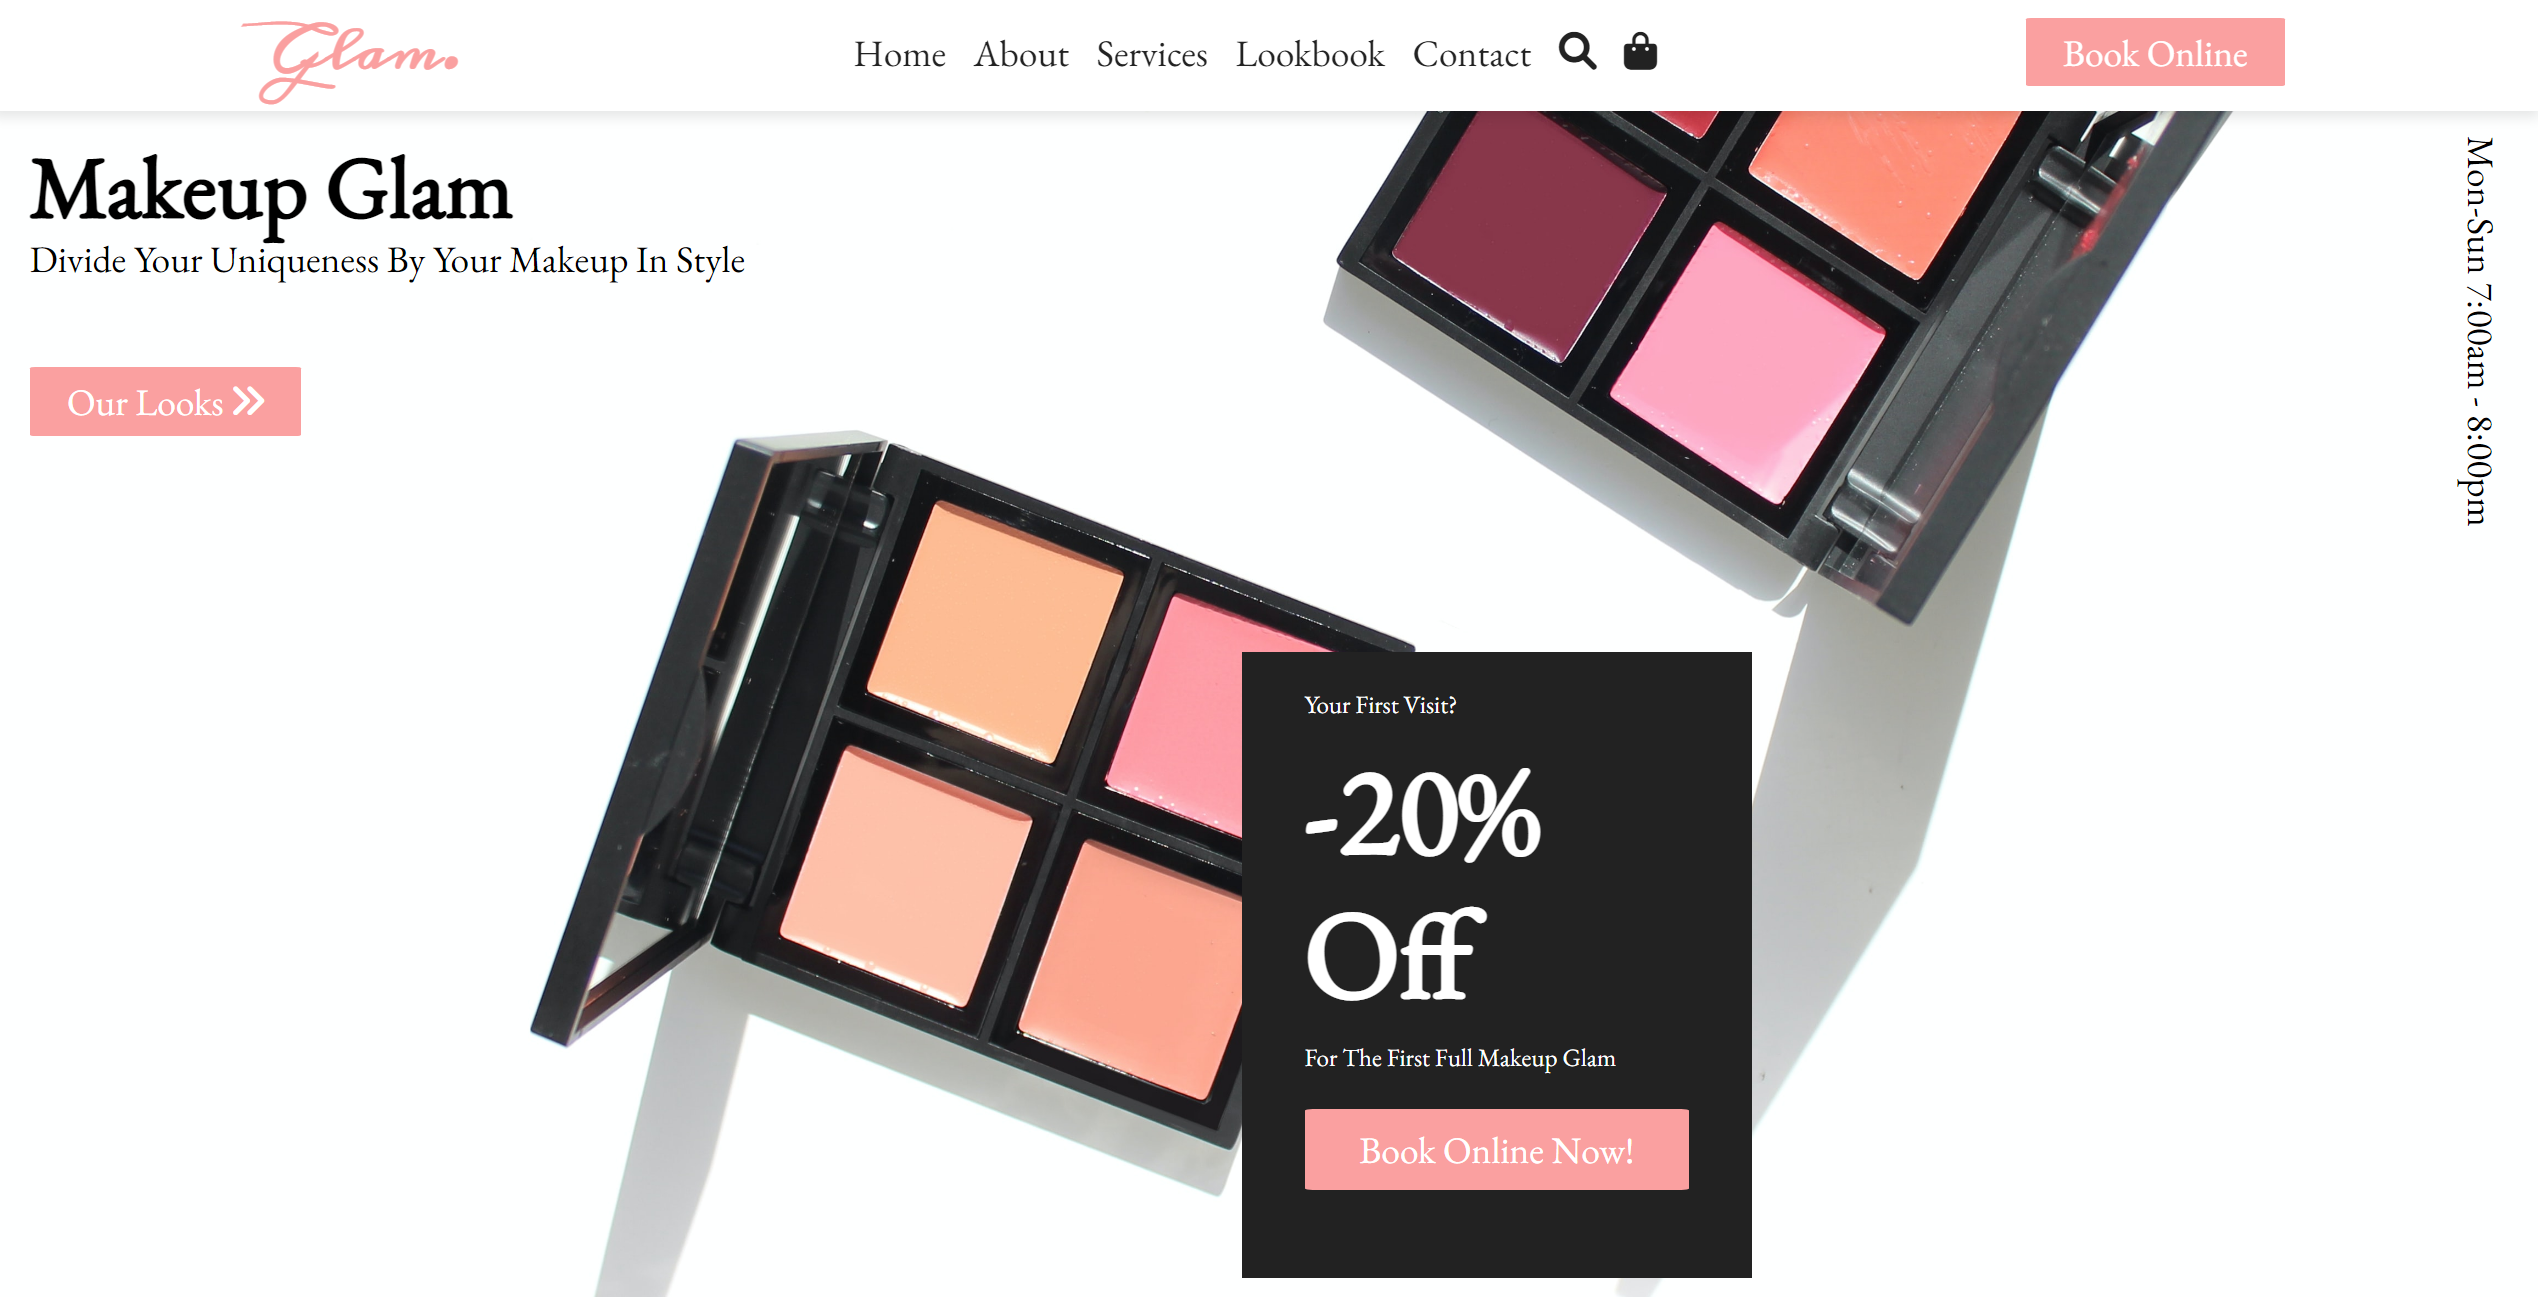 Glam.
Home About Services Lookbook Contact
Book Online
Makeup Glam
Divide Your Uniqueness By Your Makeup In Style
Our Looks
Mon-Sun 7:00am - 8:00pm
Your First Visit?
-20%
Off
For The First Full Makeup Glam
Book Online Now!